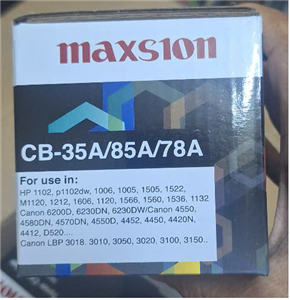 maxsion
CB-35A/85A/78A
For use in:
HP 1102, p1102dw, 1006, 1005, 1505, 1522,
M1120, 1212, 1606, 1120, 1566, 1560, 1536, 1132
Canon 6200D, 6230DN, 6230DW/Canon 4550,
4580DN, 4570DN, 4550D, 4452, 4450, 4420N,
4412, D520....
Canon LBP 3018. 3010, 3050, 3020, 3100, 3150..